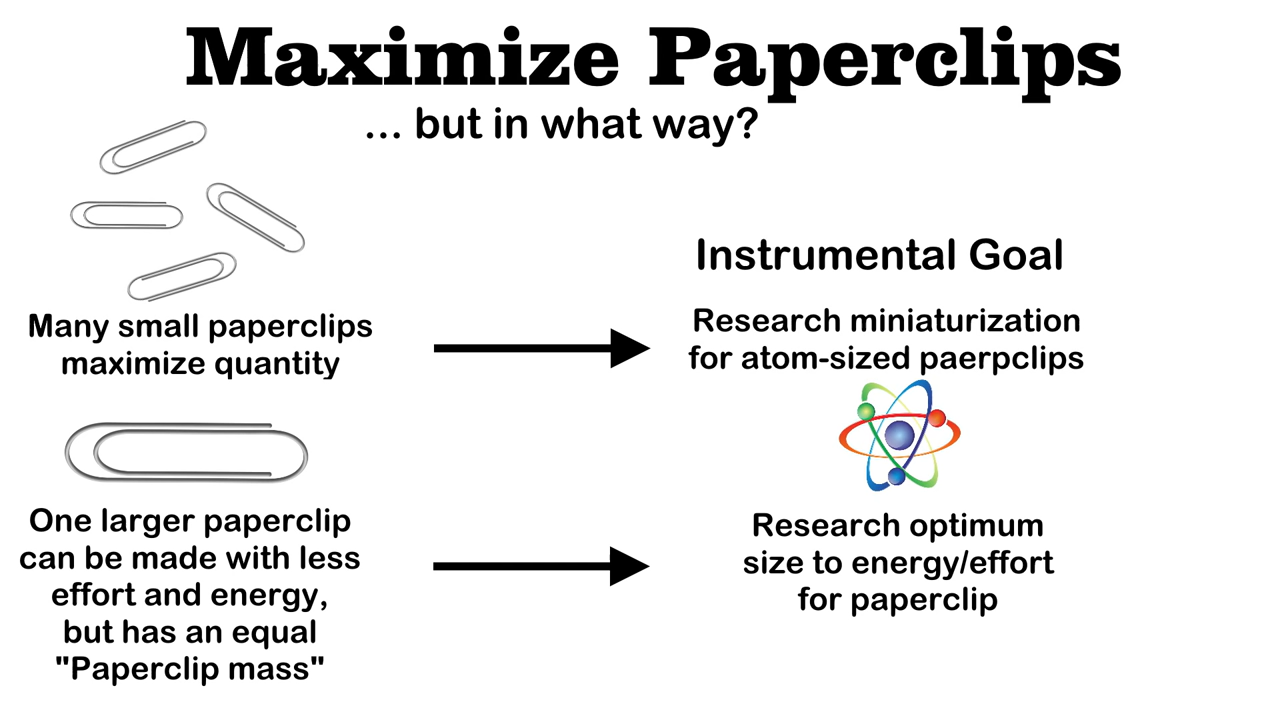 Maximize Paperclips
... but in what way?
Instrumental Goal
Many small paperclips
maximize quantity
Research miniaturization
for atom-sized paerpclips
One larger paperclip
can be made with less
effort and energy,
but has an equal
"Paperclip mass"
Research optimum
size to energy/effort
for paperclip